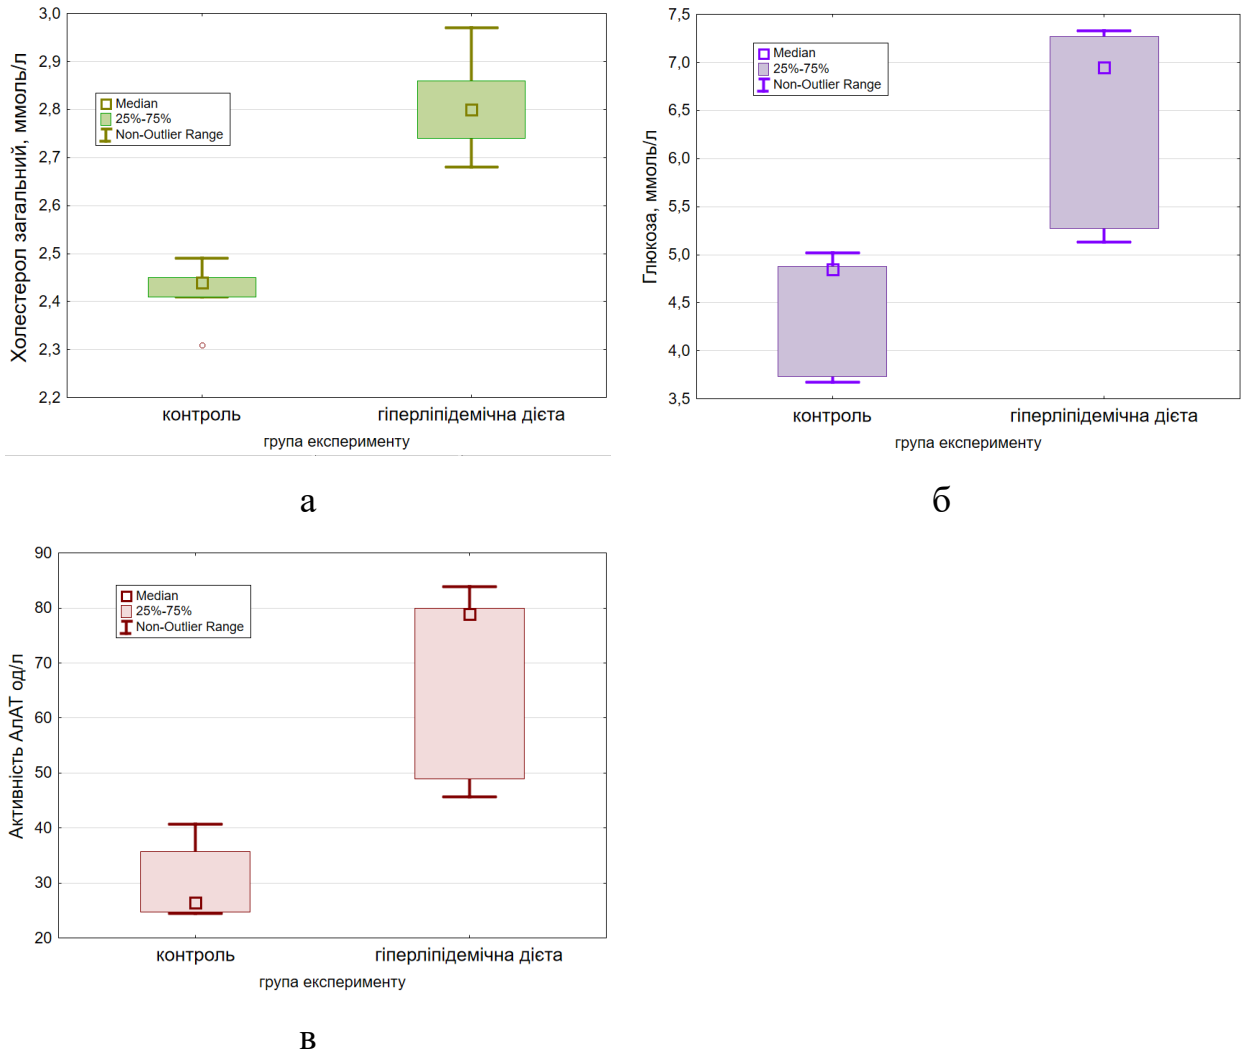 Холестерол загальний, ммоль/л
3,0
2,9
2,8
2,7
2,6
2,5
2,4
2,3
2,2
Median
25%-75%
Non-Outlier Range
контроль
гіперліпідемічна дієта
група експерименту
а
Глюкоза, ммоль/л
7,5
7,0
6,5
6,0
5,5
5,0
4,5
4,0
3,5
Median
25%-75%
Non-Outlier Range
контроль
гіперліпідемічна дієта
група експерименту
б
Активність АлАТ од/л
90
80
70
60
50
40
30
20
Median
25%-75%
Non-Outlier Range
контроль
гіперліпідемічна дієта
група експерименту
в